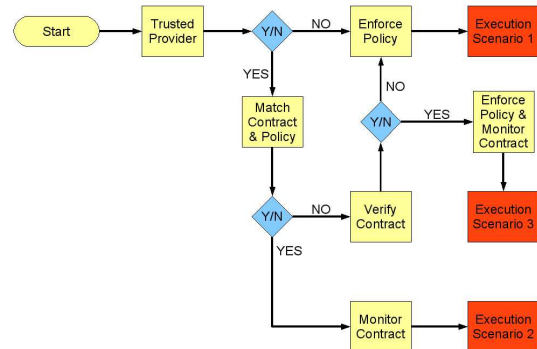 Start
Trusted
Provider
Y/N
NO
Enforce
Policy
Execution
Scenario 1
YES
NO
Match
Contract
& Policy
Y/N
YES
Enforce
Policy &
Monitor
Contract
Y/N
NO
Verify
Contract
Execution
Scenario 3
YES
Monitor
Contract
Execution
Scenario 2